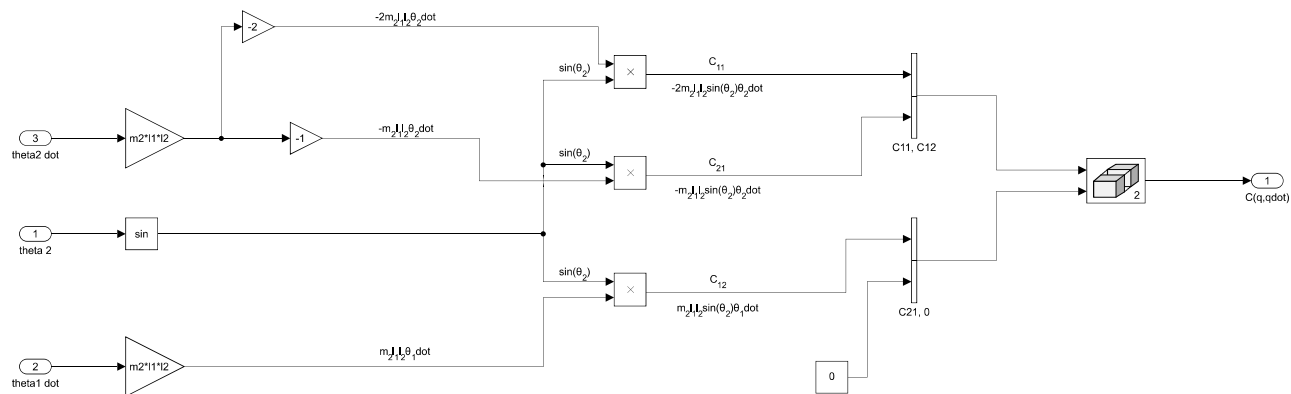 -2
-2m₂l₁l₂θ₂dot
sin(θ₂)
×
C₁₁
-2m₂l₁l₂sin(θ₂)θ₂dot
3
theta2 dot
m2*l1*l2
-1
-m₂l₁l₂θ₂dot
C11, C12
sin(θ₂)
×
C₂₁
-m₂l₁l₂sin(θ₂)θ₂dot
2
1
C(q,qdot)
1
theta 2
sin
sin(θ₂)
×
C₁₂
m₂l₁l₂sin(θ₂)θ₁dot
C21, 0
2
theta1 dot
m2*l1*l2
m₂l₁l₂θ₁dot
0